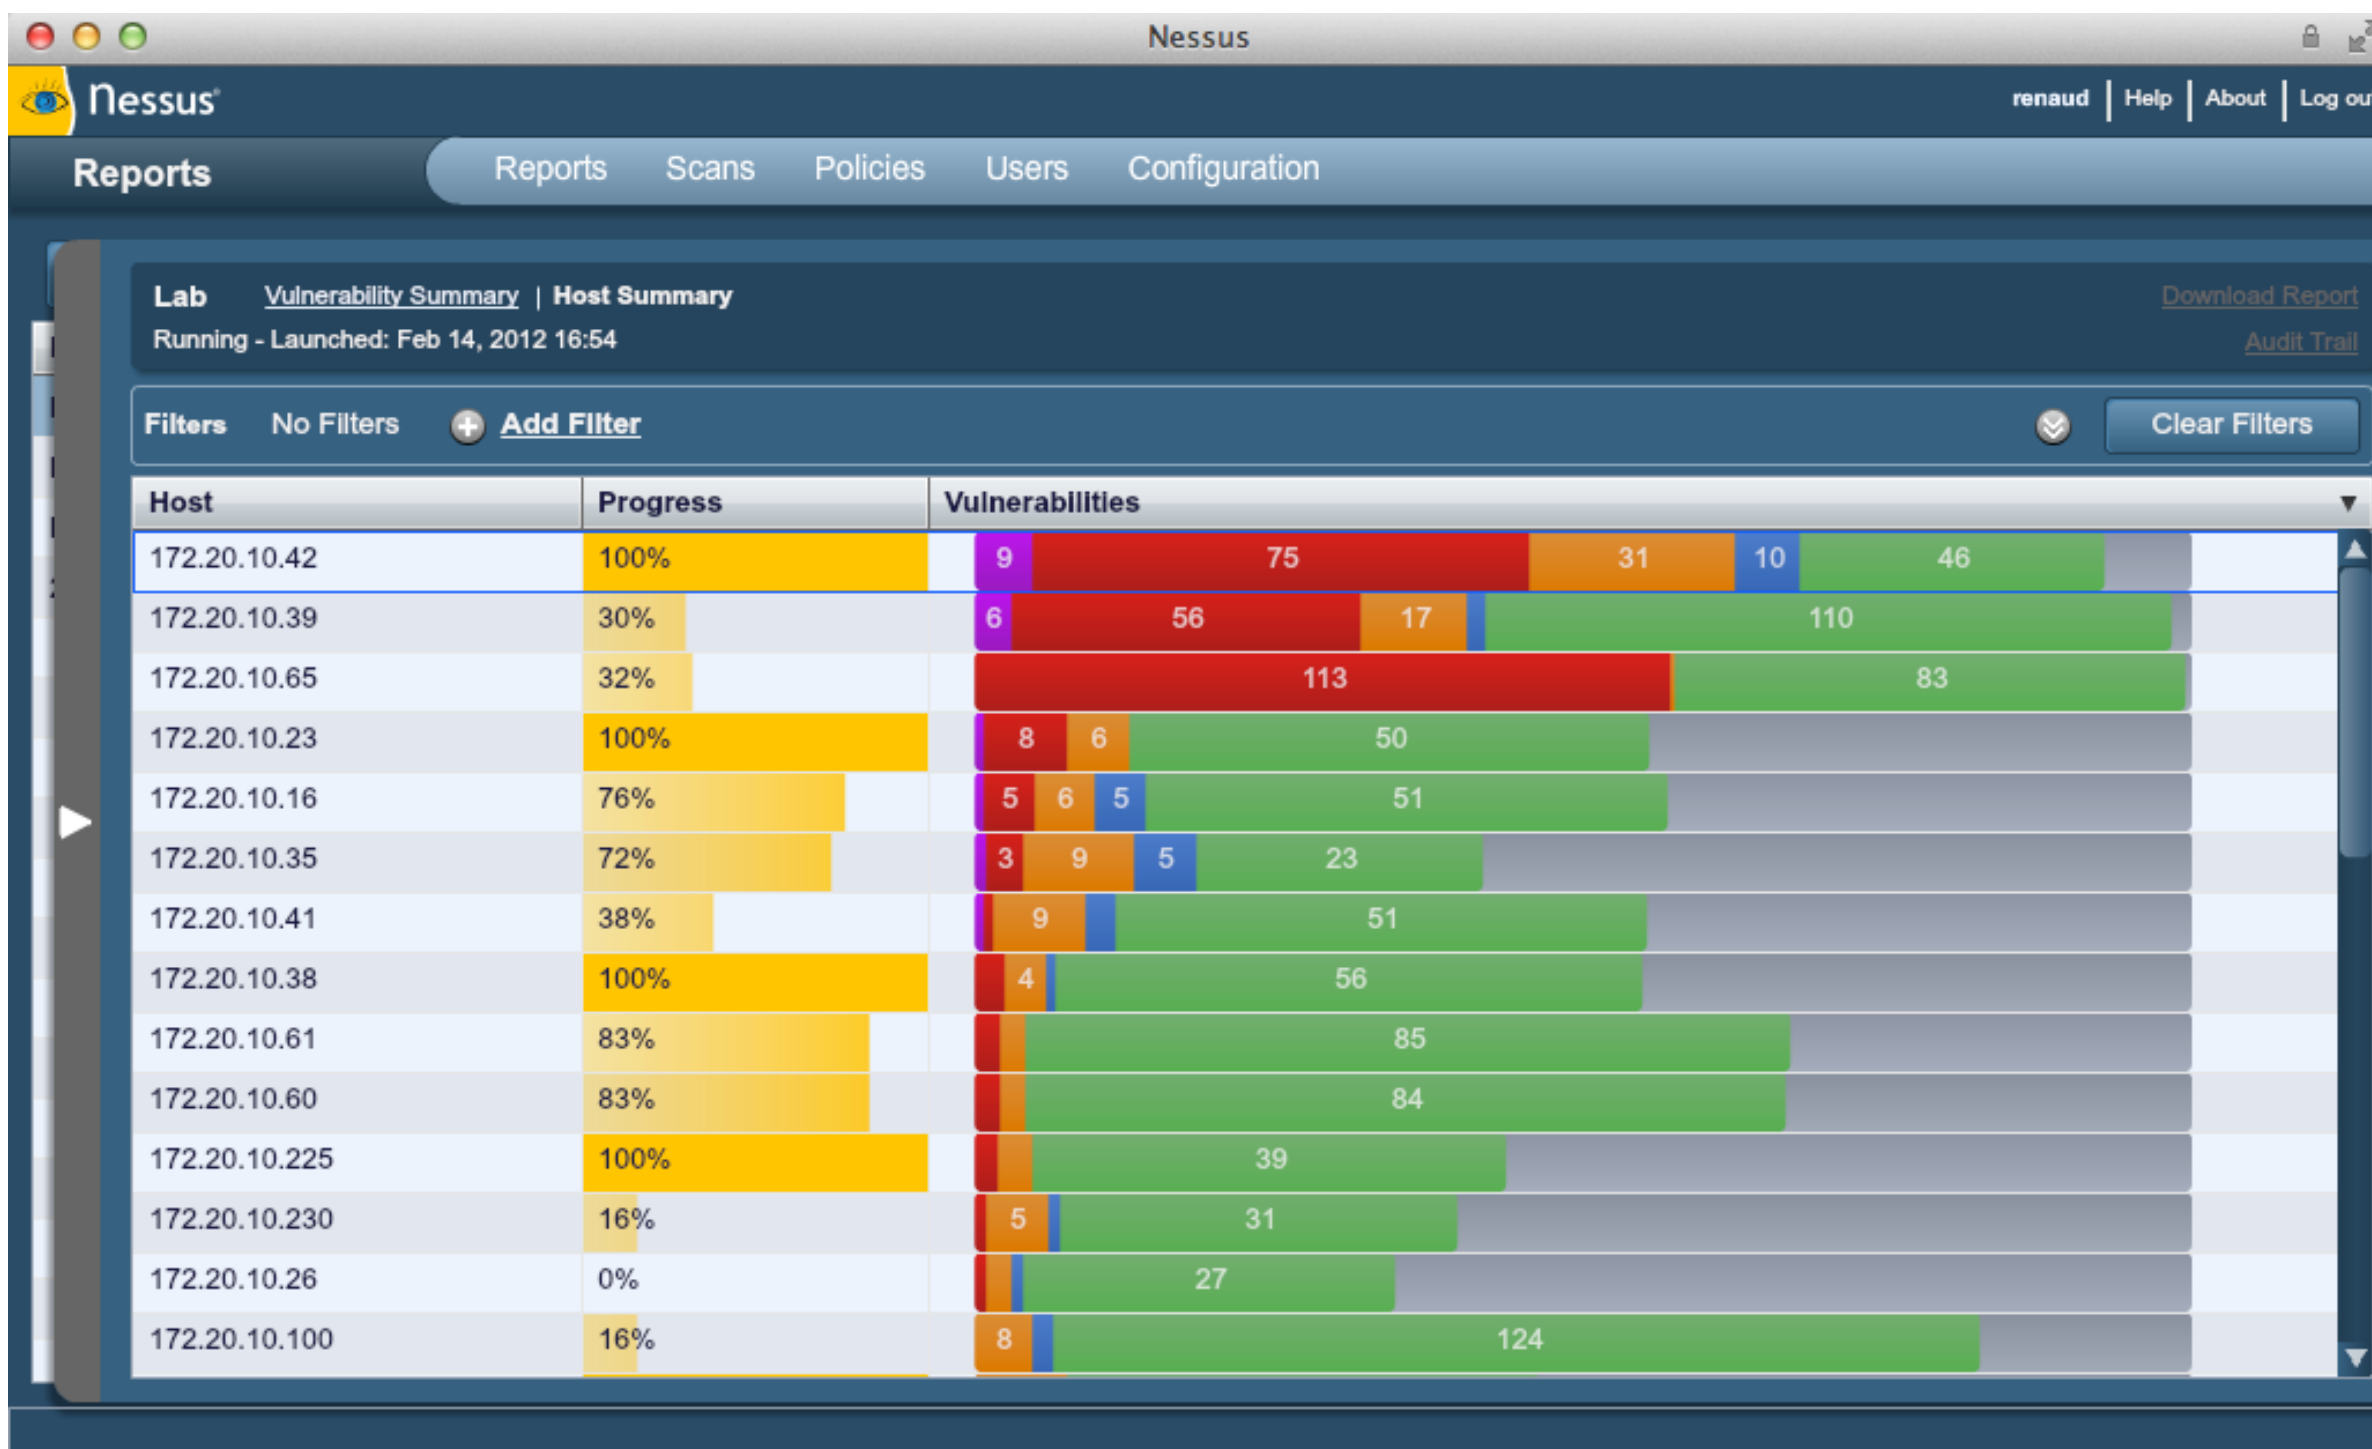 Nessus
Nessus
renaud | Help | About | Log ou
Reports
Reports Scans Policies Users Configuration
Lab Vulnerability Summary | Host Summary
Download Report
Running - Launched: Feb 14, 2012 16:54
Audit Trail
Filters No Filters Add Filter Clear Filters
Host Progress Vulnerabilities
172.20.10.42 100% 9 75 31 10 46
172.20.10.39 30% 6 56 17 110
172.20.10.65 32% 113 83
172.20.10.23 100% 8 6 50
172.20.10.16 76% 5 6 5 51
172.20.10.35 72% 3 9 5 23
172.20.10.41 38% 9 51
172.20.10.38 100% 4 56
172.20.10.61 83% 85
172.20.10.60 83% 84
172.20.10.225 100% 39
172.20.10.230 16% 5 31
172.20.10.26 0% 27
172.20.10.100 16% 8 124